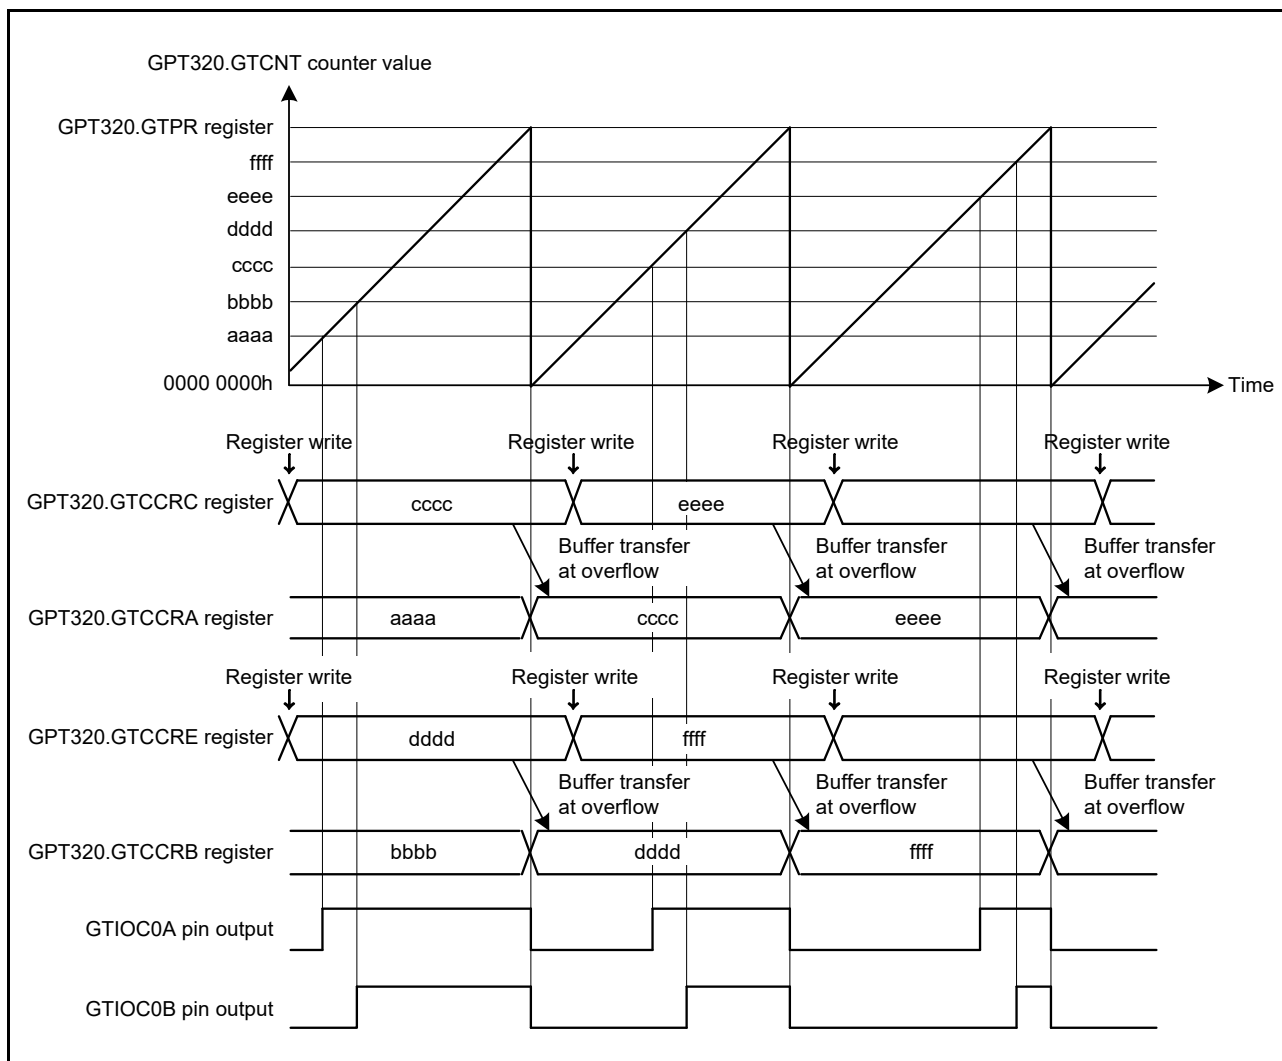 GPT320.GTCNT counter value
GPT320.GTPR register
ffff
eeee
dddd
cccc
bbbb
aaaa
0000 0000h
Time
Register write Register write Register write Register write
GPT320.GTCCRC register cccc eeee
Buffer transfer at overflow
Buffer transfer at overflow
Buffer transfer at overflow
GPT320.GTCCRA register aaaa cccc eeee
Register write Register write Register write Register write
GPT320.GTCCRE register dddd ffff
Buffer transfer at overflow
Buffer transfer at overflow
Buffer transfer at overflow
GPT320.GTCCRB register bbbb dddd ffff
GTIOC0A pin output
GTIOC0B pin output